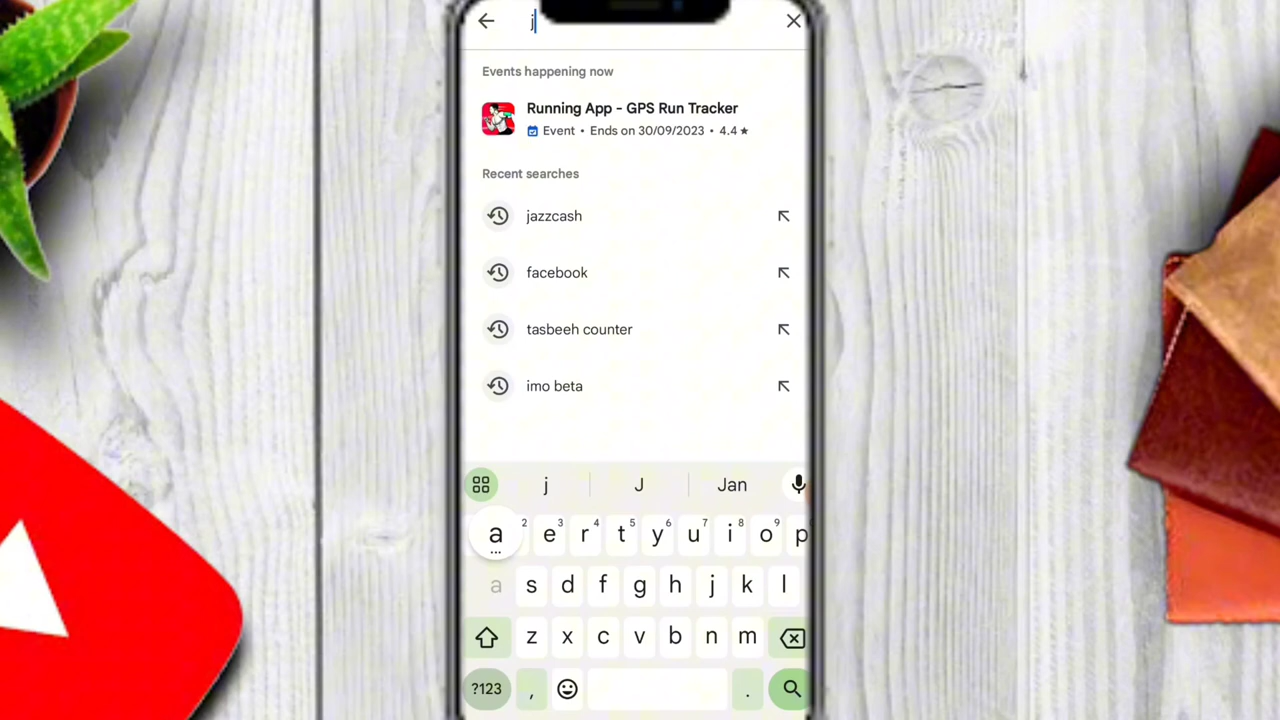 j
Events happening now
Running App - GPS Run Tracker
Event • Ends on 30/09/2023 • 4.4 ★
Recent searches
jazzcash
facebook
tasbeeh counter
imo beta
j J Jan
a 2 e 3 r 4 t 5 y 6 u 7 i 8 o 9 p
a s d f g h j k l
z x c v b n m
?123 , .